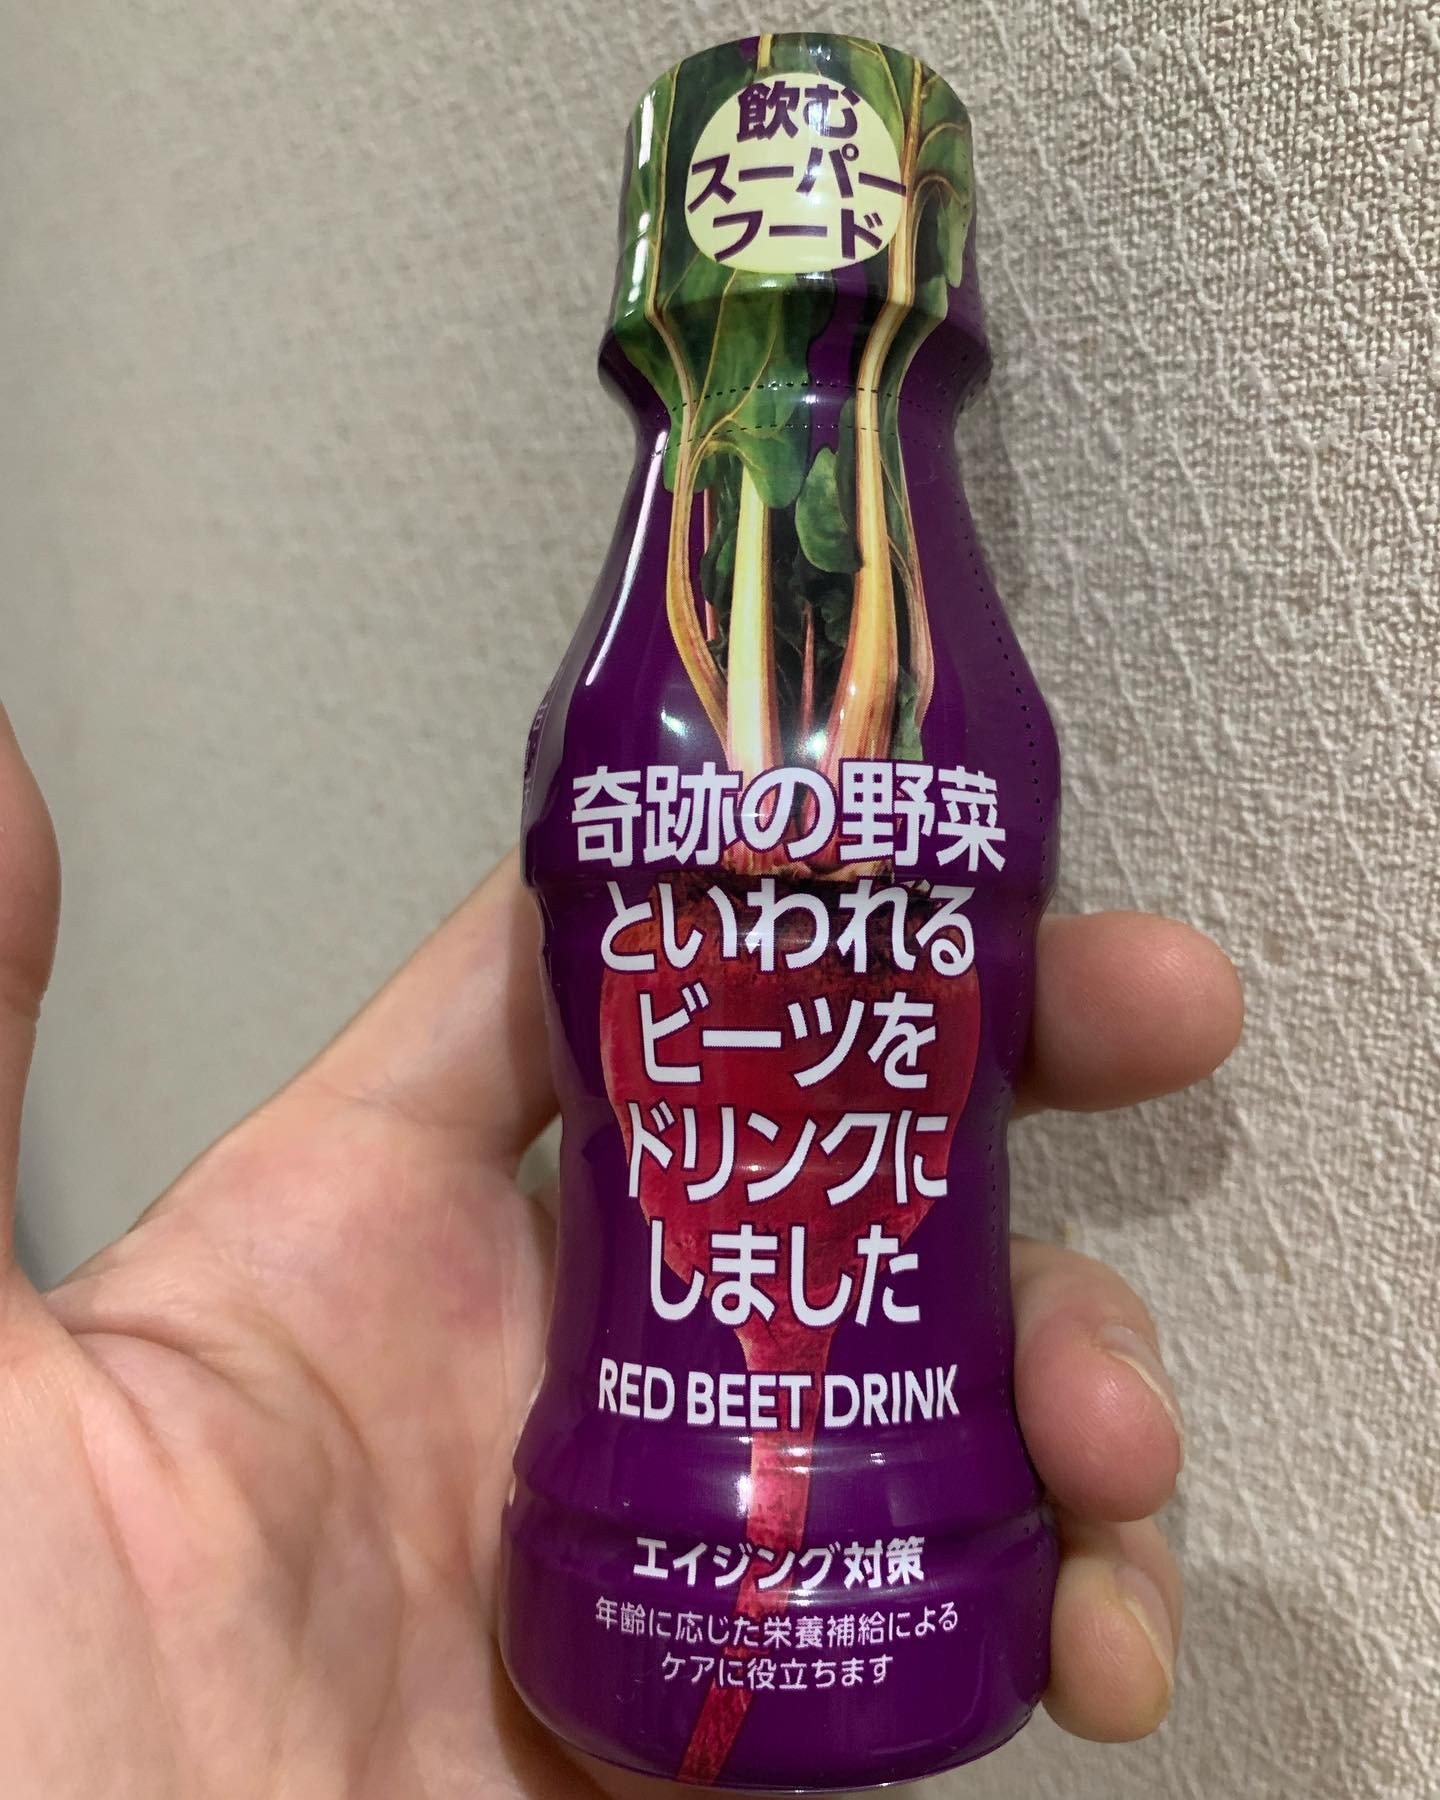 飲む
スーパー
フード
奇跡の野菜
といわれる
ビーツを
ドリンクに
しました
RED BEET DRINK
エイジング対策
年齢に応じた栄養補給による
ケアに役立ちます